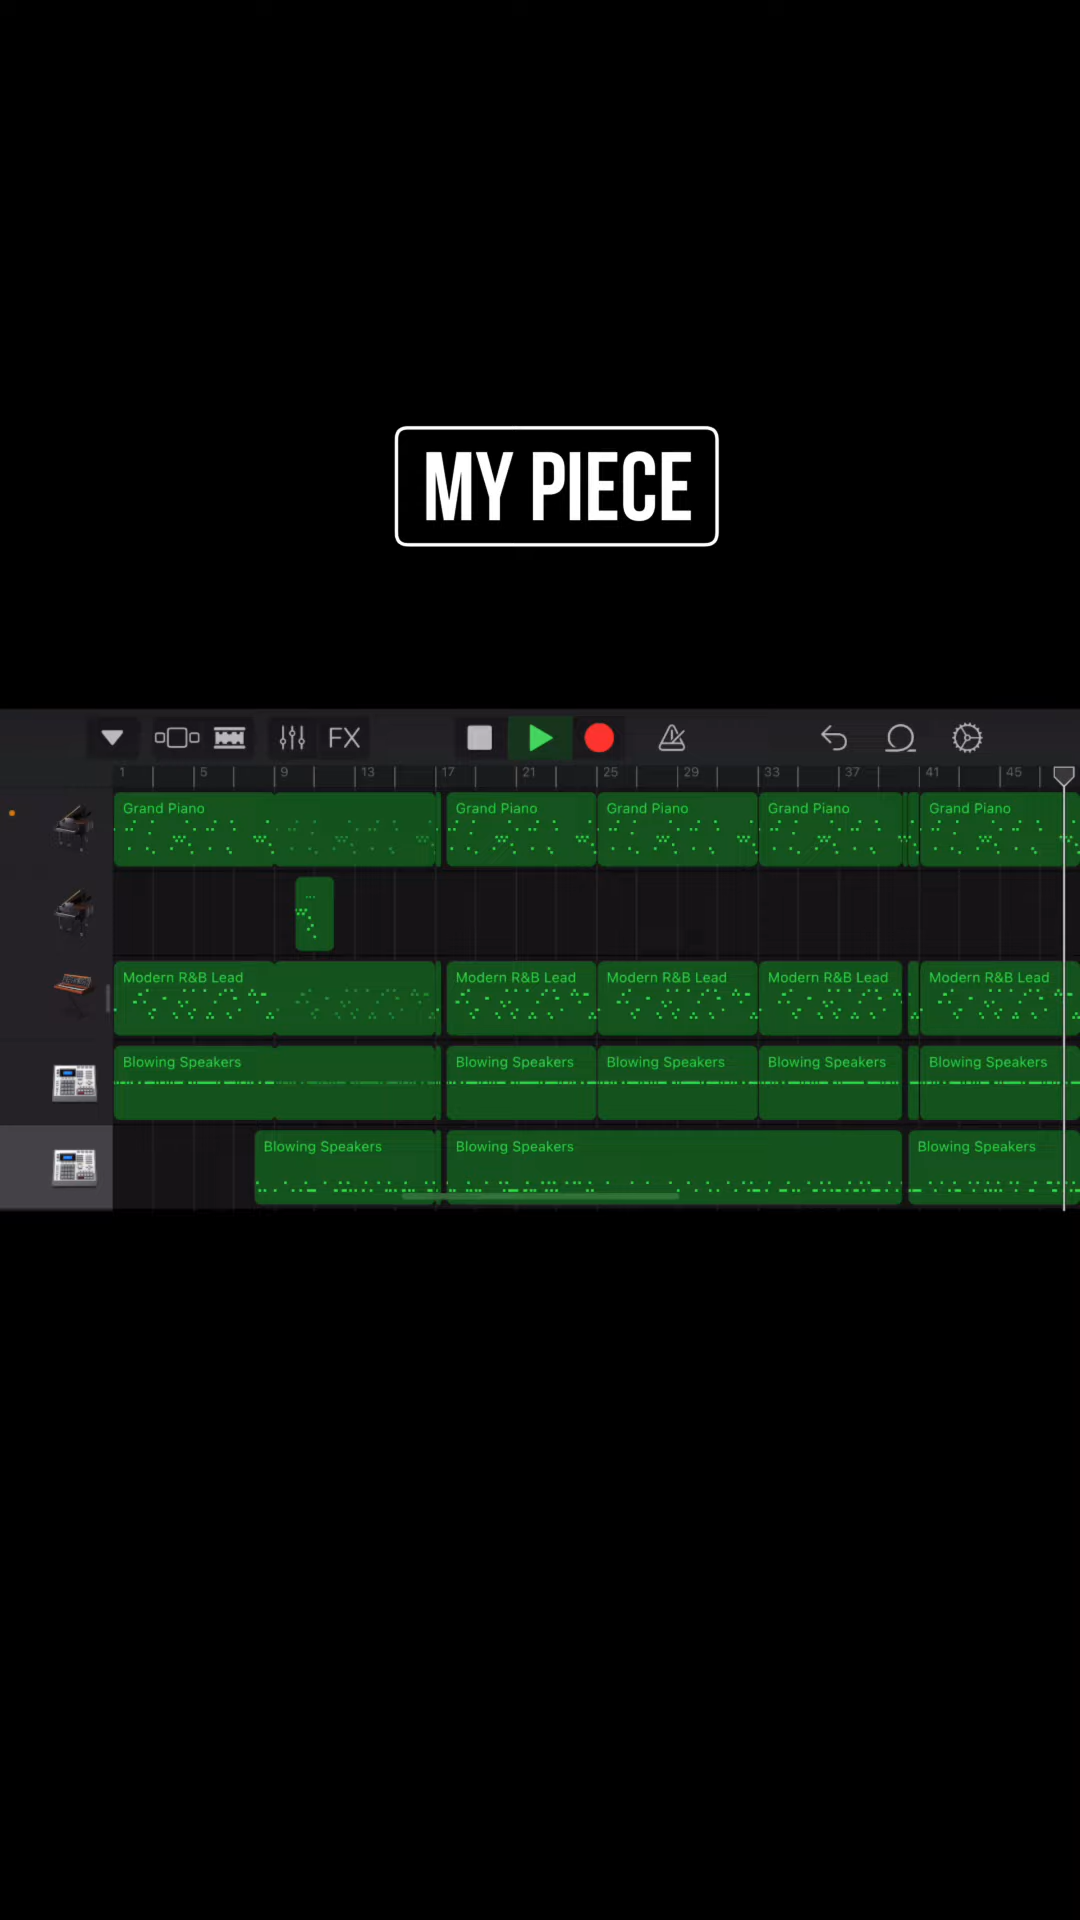 MY PIECE
FX
1 5 9 13 17 21 25 29 33 37 41 45
Grand Piano Grand Piano Grand Piano Grand Piano Grand Piano
Modern R&B Lead Modern R&B Lead Modern R&B Lead Modern R&B Lead Modern R&B Lead
Blowing Speakers Blowing Speakers Blowing Speakers Blowing Speakers Blowing Speakers
Blowing Speakers Blowing Speakers Blowing Speakers